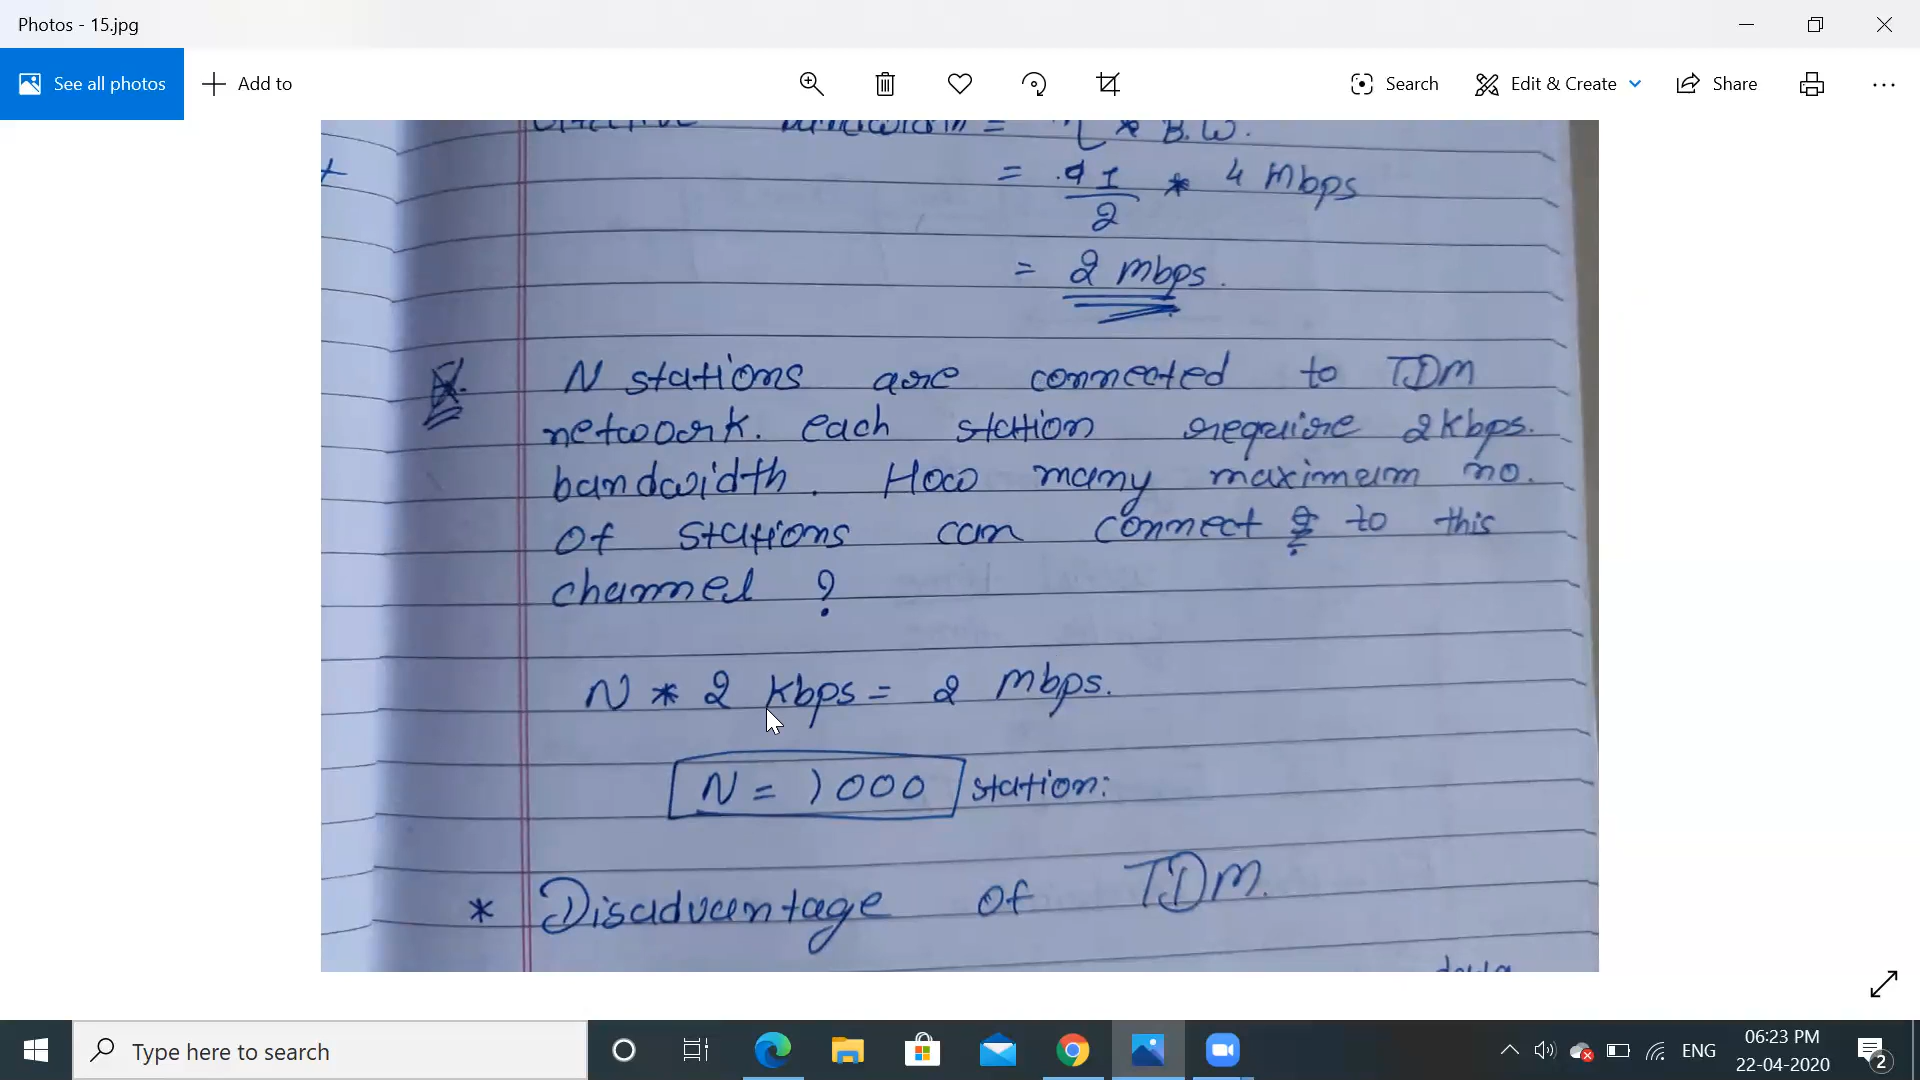 Photos - 15.jpg
See all photos
Add to
Search
Edit & Create
Share
bandwidth = η * B.W.
= 1/2 * 4 Mbps
= 2 mbps.
N stations are connected to TDM
network. each station require 2kbps.
bandwidth. How many maximum no.
of stations can connect to this
channel ?
N * 2 kbps = 2 mbps.
N = 1000 station:
* Disadvantage of TDM.
Type here to search
ENG
06:23 PM
22-04-2020
2